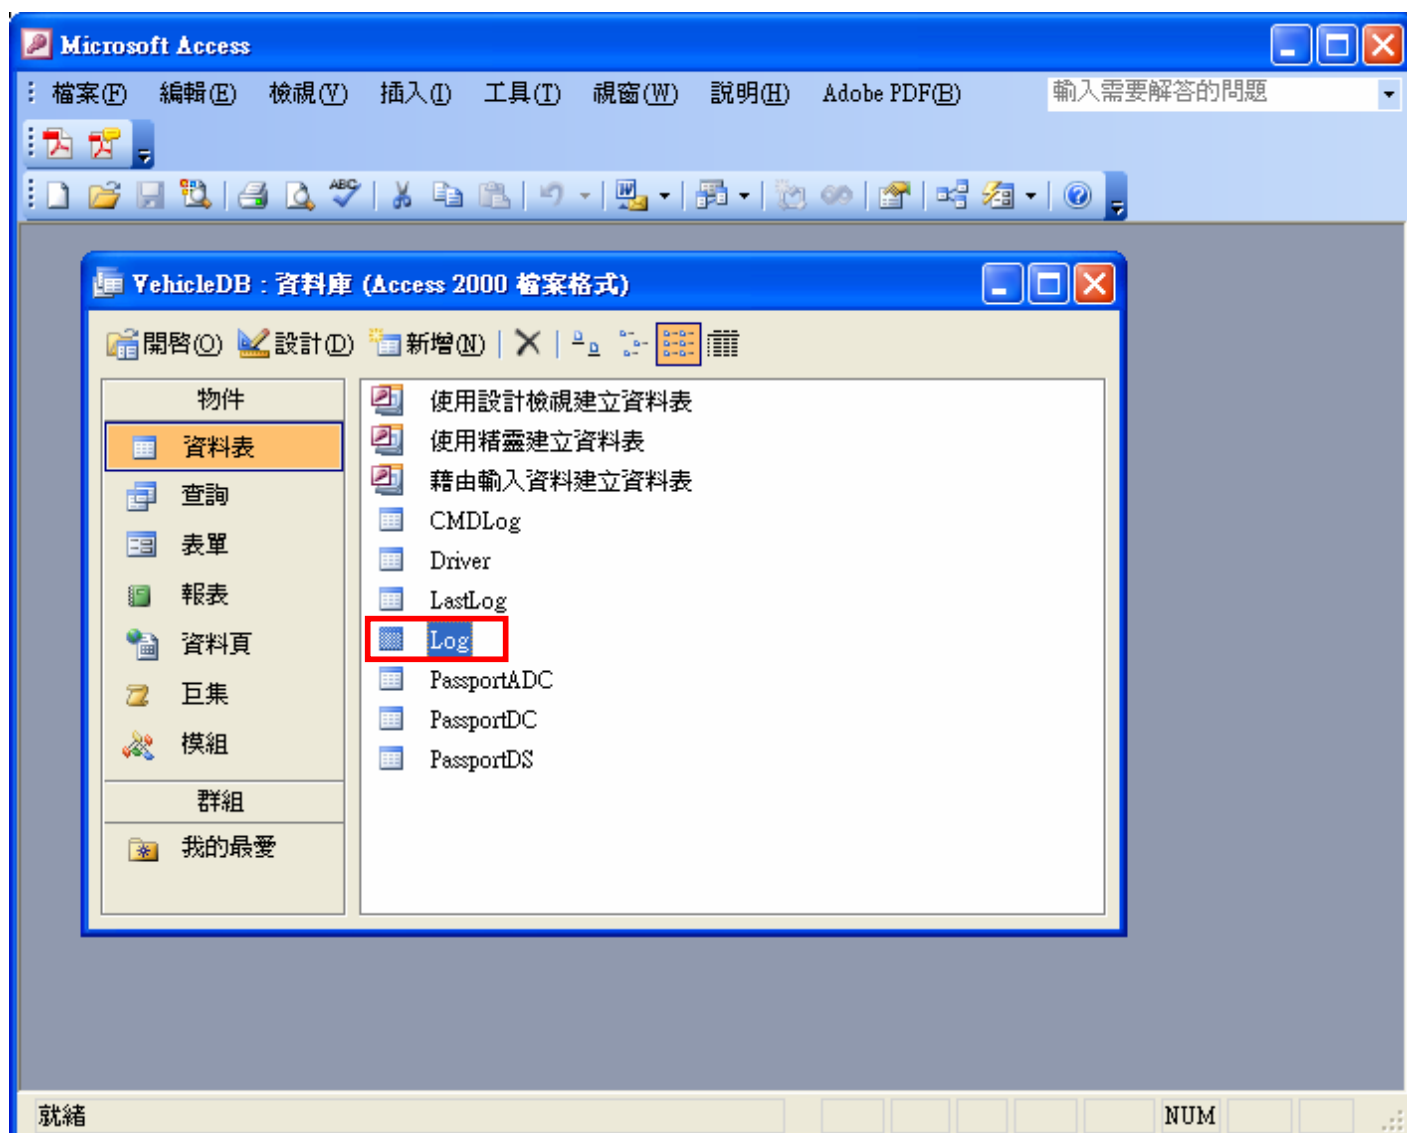 Microsoft Access
檔案(F) 編輯(E) 檢視(V) 插入(I) 工具(T) 視窗(W) 說明(H) Adobe PDF(B) 輸入需要解答的問題
VehicleDB : 資料庫 (Access 2000 檔案格式)
開啓(O) 設計(D) 新增(N)
物件
資料表
查詢
表單
報表
資料頁
巨集
模組
群組
我的最愛
使用設計檢視建立資料表
使用精靈建立資料表
藉由輸入資料建立資料表
CMDLog
Driver
LastLog
Log
PassportADC
PassportDC
PassportDS
就緒 NUM